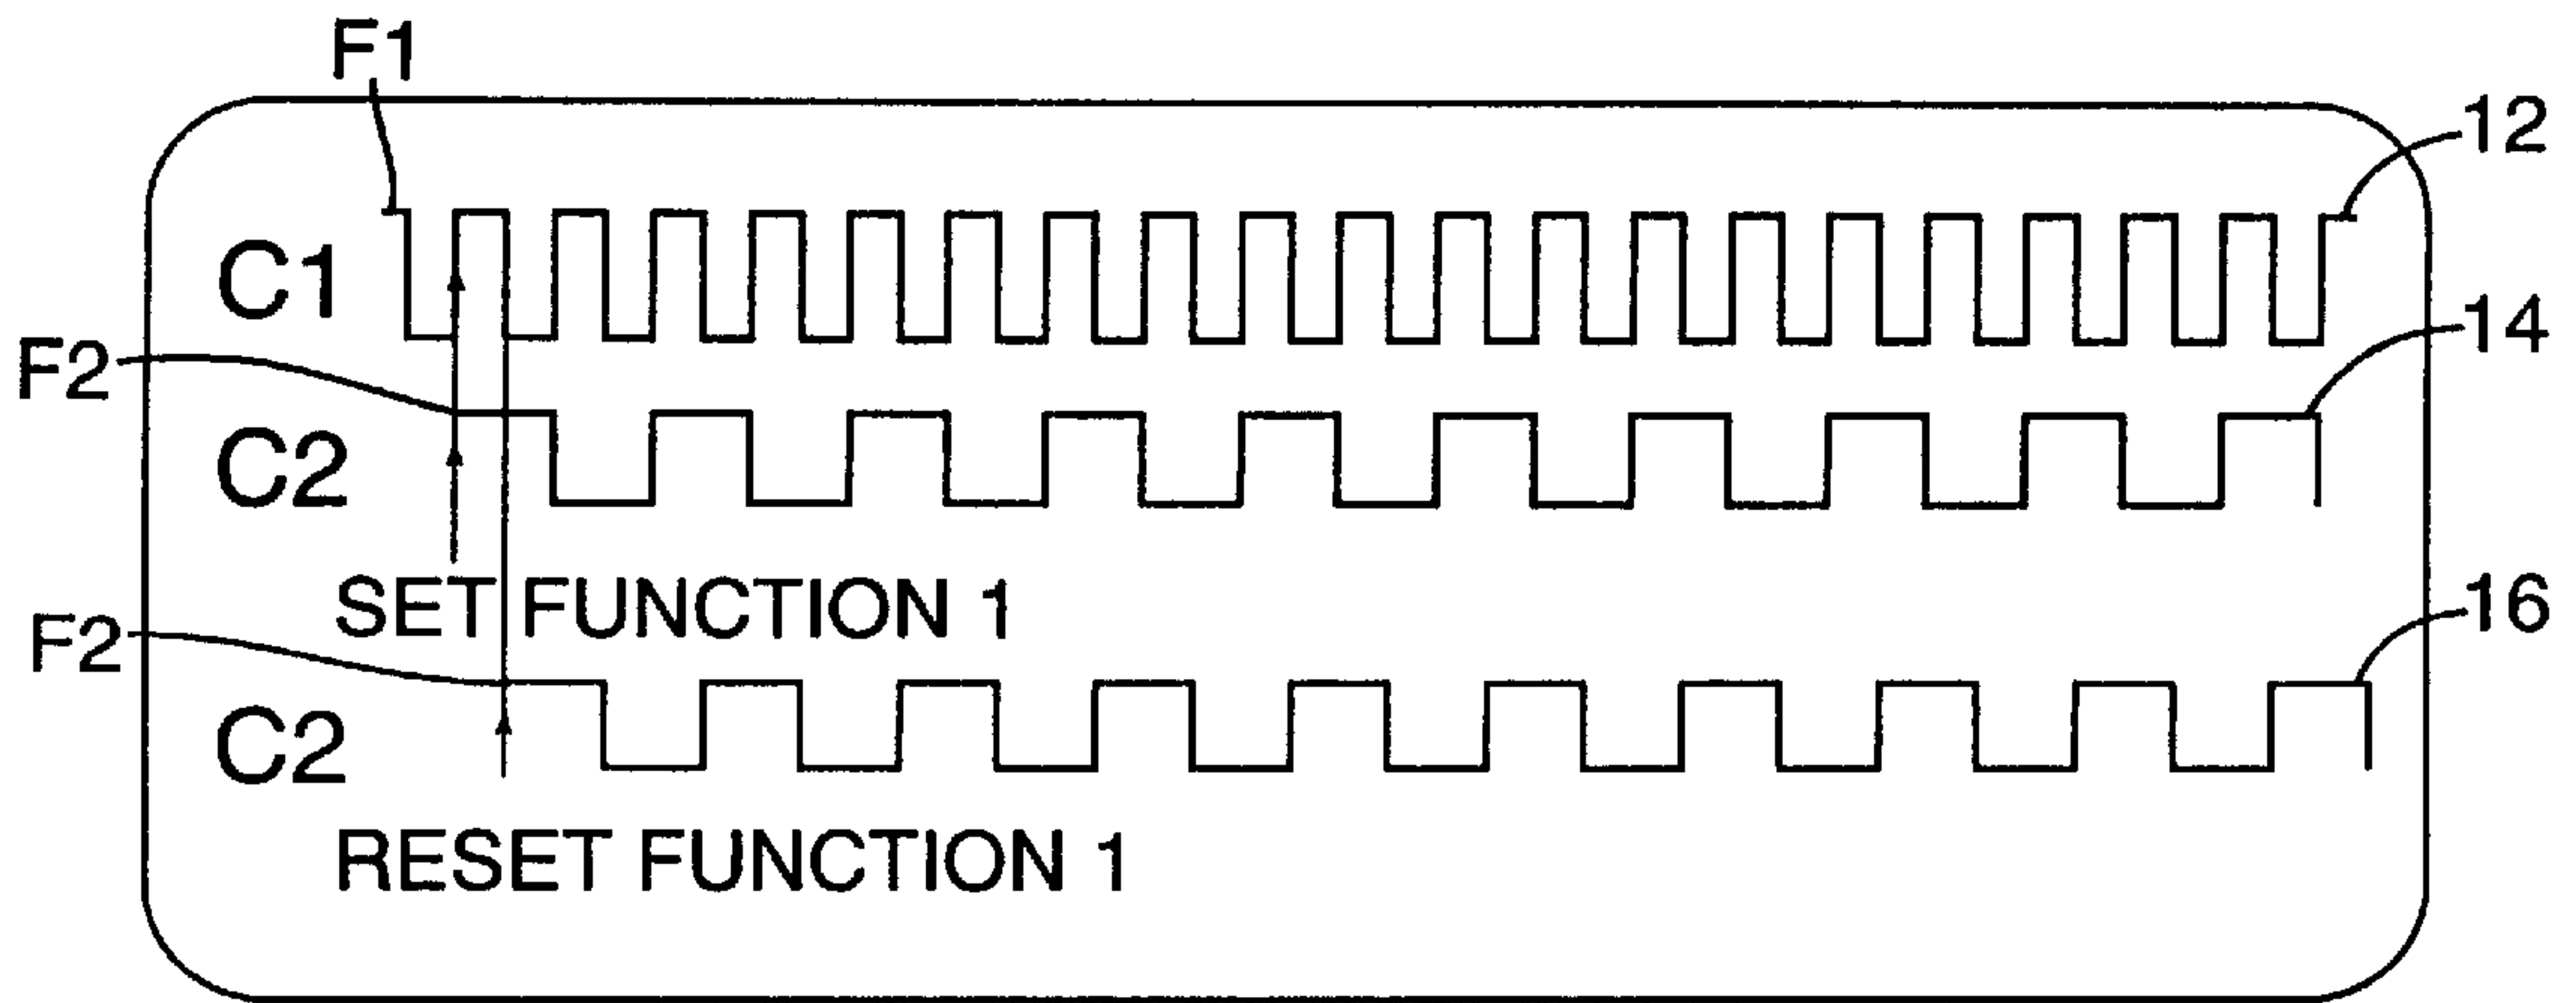 F1
12
C1
14
F2
C2
SET FUNCTION 1
16
F2
C2
RESET FUNCTION 1